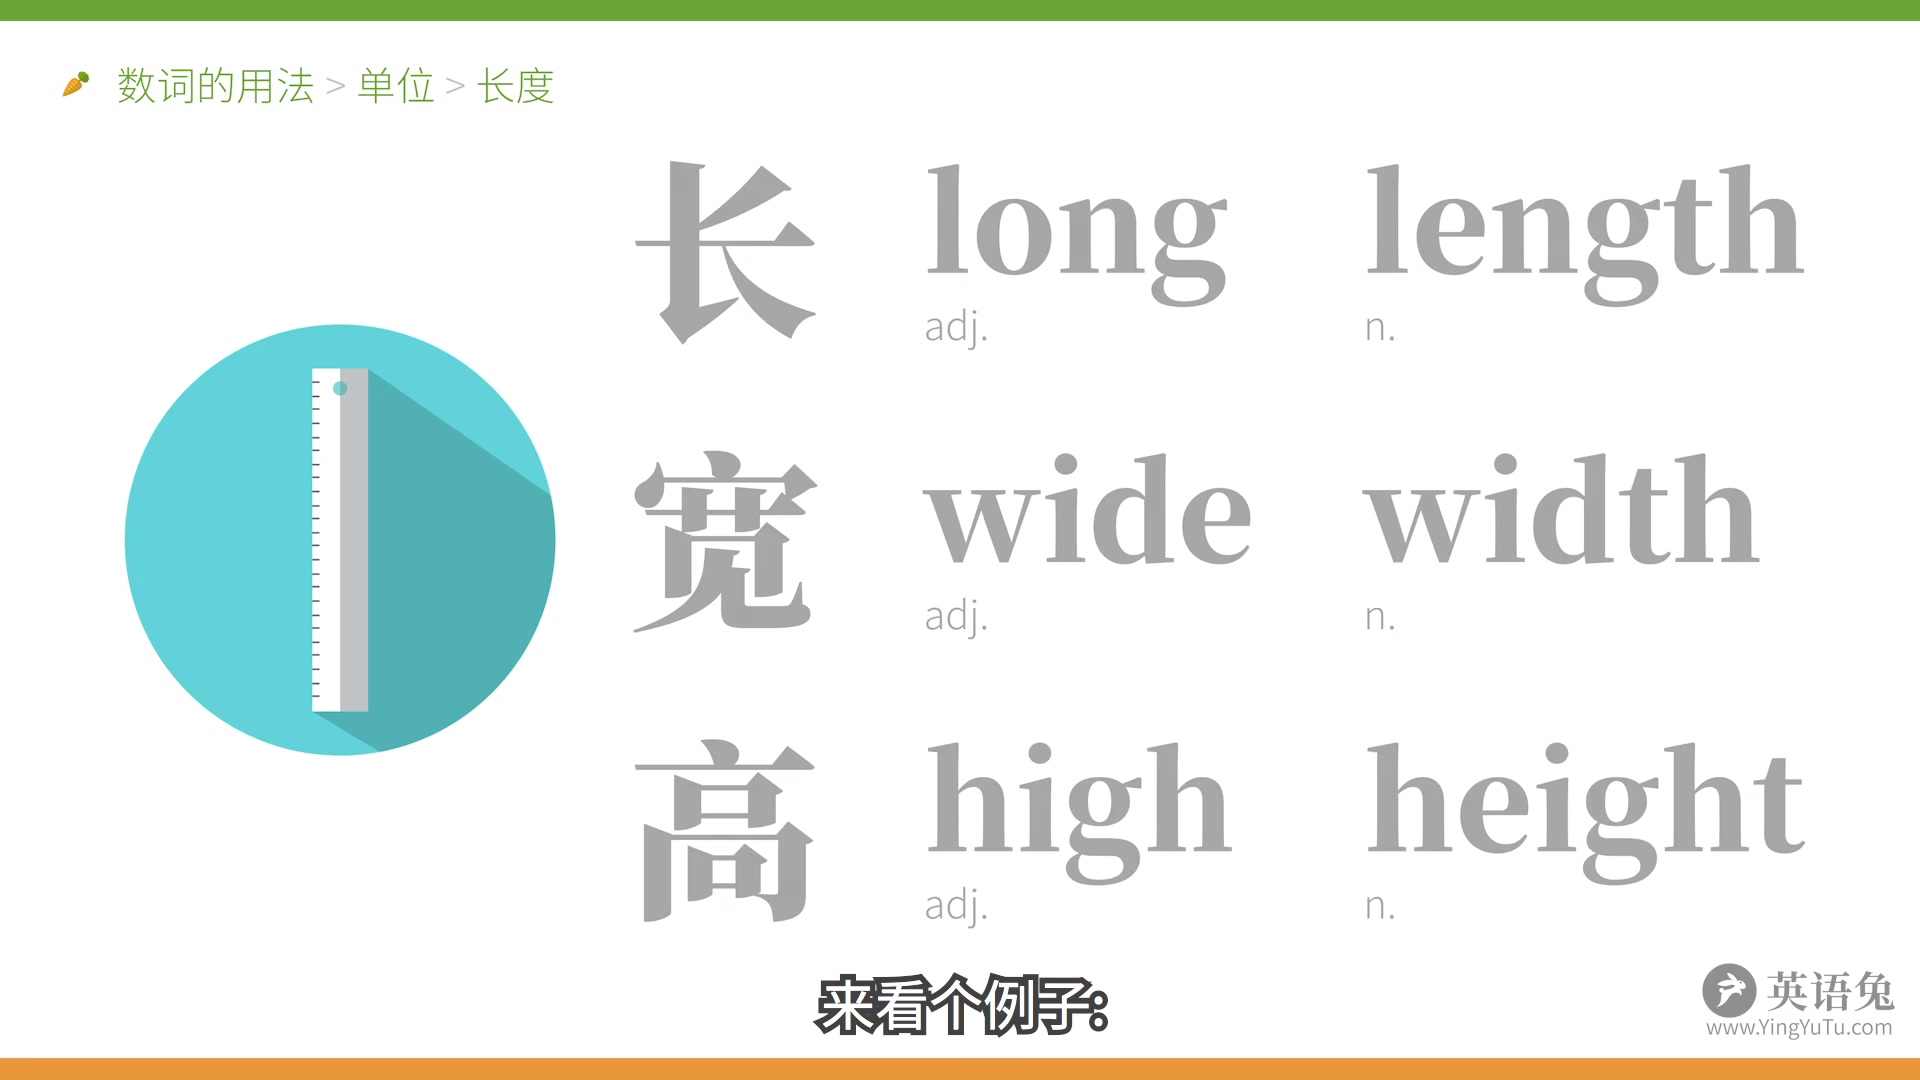 数词的用法 > 单位 > 长度
长 long length
adj. n.
宽 wide width
adj. n.
高 high height
adj. n.
来看个例子:
英语兔
www.YingYuTu.com